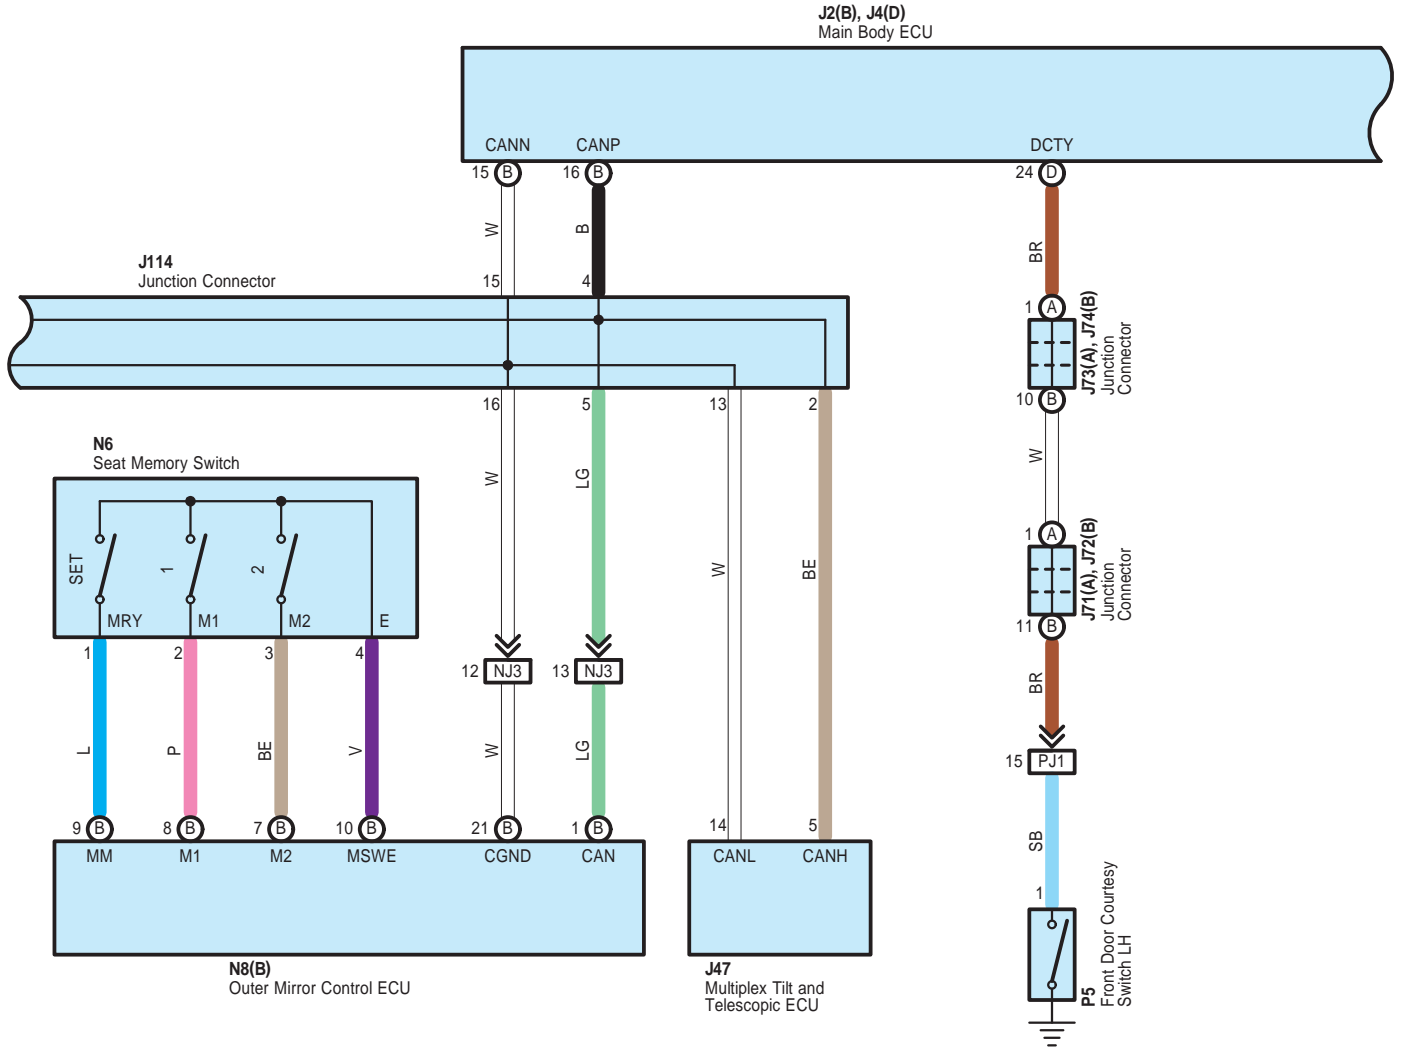 J2(B), J4(D)
Main Body ECU
CANN
CANP
DCTY
15 B
16 B
24 D
W
B
BR
J114
Junction Connector
15
4
1 A
J73(A), J74(B)
Junction
Connector
16
5
13
2
10 B
N6
Seat Memory Switch
W
LG
W
SET
1
2
W
BE
1 A
J71(A), J72(B)
Junction
Connector
MRY
M1
M2
E
11 B
1
2
3
4
12 NJ3
13 NJ3
BR
L
P
BE
V
W
LG
15 PJ1
9 B
8 B
7 B
10 B
21 B
1 B
14
5
SB
MM
M1
M2
MSWE
CGND
CAN
CANL
CANH
1
N8(B)
Outer Mirror Control ECU
J47
Multiplex Tilt and
Telescopic ECU
P5
Front Door Courtesy
Switch LH